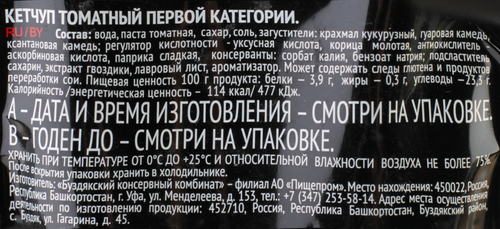 КЕТЧУП ТОМАТНЫЙ ПЕРВОЙ КАТЕГОРИИ.
RU/BY Состав: вода, паста томатная, сахар, соль, загустители: крахмал кукурузный, гуаровая камедь,
ксантановая камедь; регулятор кислотности - уксусная кислота, корица молотая, антиокислитель
аскорбиновая кислота, паприка сладкая, консерванты: сорбат калия, бензоат натрия; подсластитель
сахарин, экстракт гвоздики, лавровый лист, ароматизатор. Может содержать следы глютена и продуктов
переработки сои. Пищевая ценность 100 г продукта: белки – 3,9 г, жиры – 0,3 г, углеводы –23,5 г.
Калорийность /энергетическая ценность – 114 ккал/ 477 кДж.
А - ДАТА И ВРЕМЯ ИЗГОТОВЛЕНИЯ – СМОТРИ НА УПАКОВКЕ.
В - ГОДЕН ДО – СМОТРИ НА УПАКОВКЕ.
ХРАНИТЬ ПРИ ТЕМПЕРАТУРЕ ОТ 0°С ДО +25°С И ОТНОСИТЕЛЬНОЙ ВЛАЖНОСТИ ВОЗДУХА НЕ БОЛЕЕ 75%
После вскрытия упаковки хранить в холодильнике.
Изготовитель: «Буздякский консервный комбинат» – филиал АО «Пищепром». Место нахождения: 450022, Россия,
Республика Башкортостан, г. Уфа, ул. Менделеева, д. 153, тел.: +7 (347) 253-58-14. Адрес места осуществления
деятельности по изготовлению продукции: 452710, Россия, Республика Башкортостан, Буздякский район,
с. Буздяк, ул. Гагарина, д. 45.